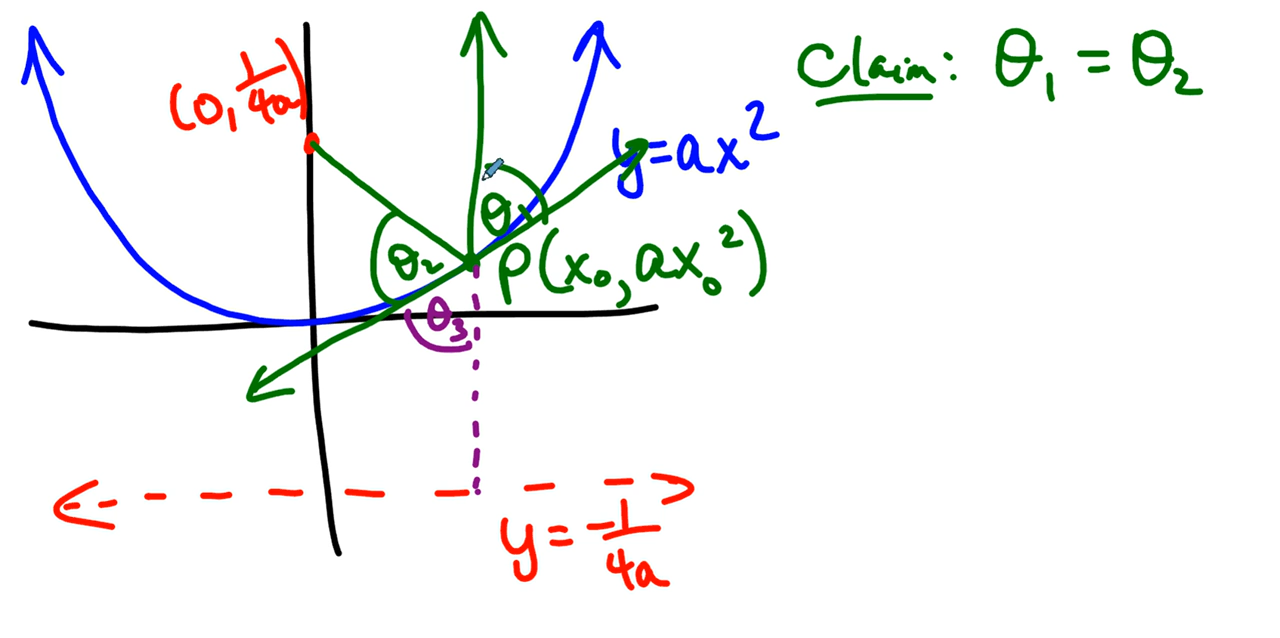 Claim: θ₁ = θ₂
(0, 1/4a)
y=ax²
θ₁
θ₂
P(x₀, ax₀²)
θ₃
y = -1/4a